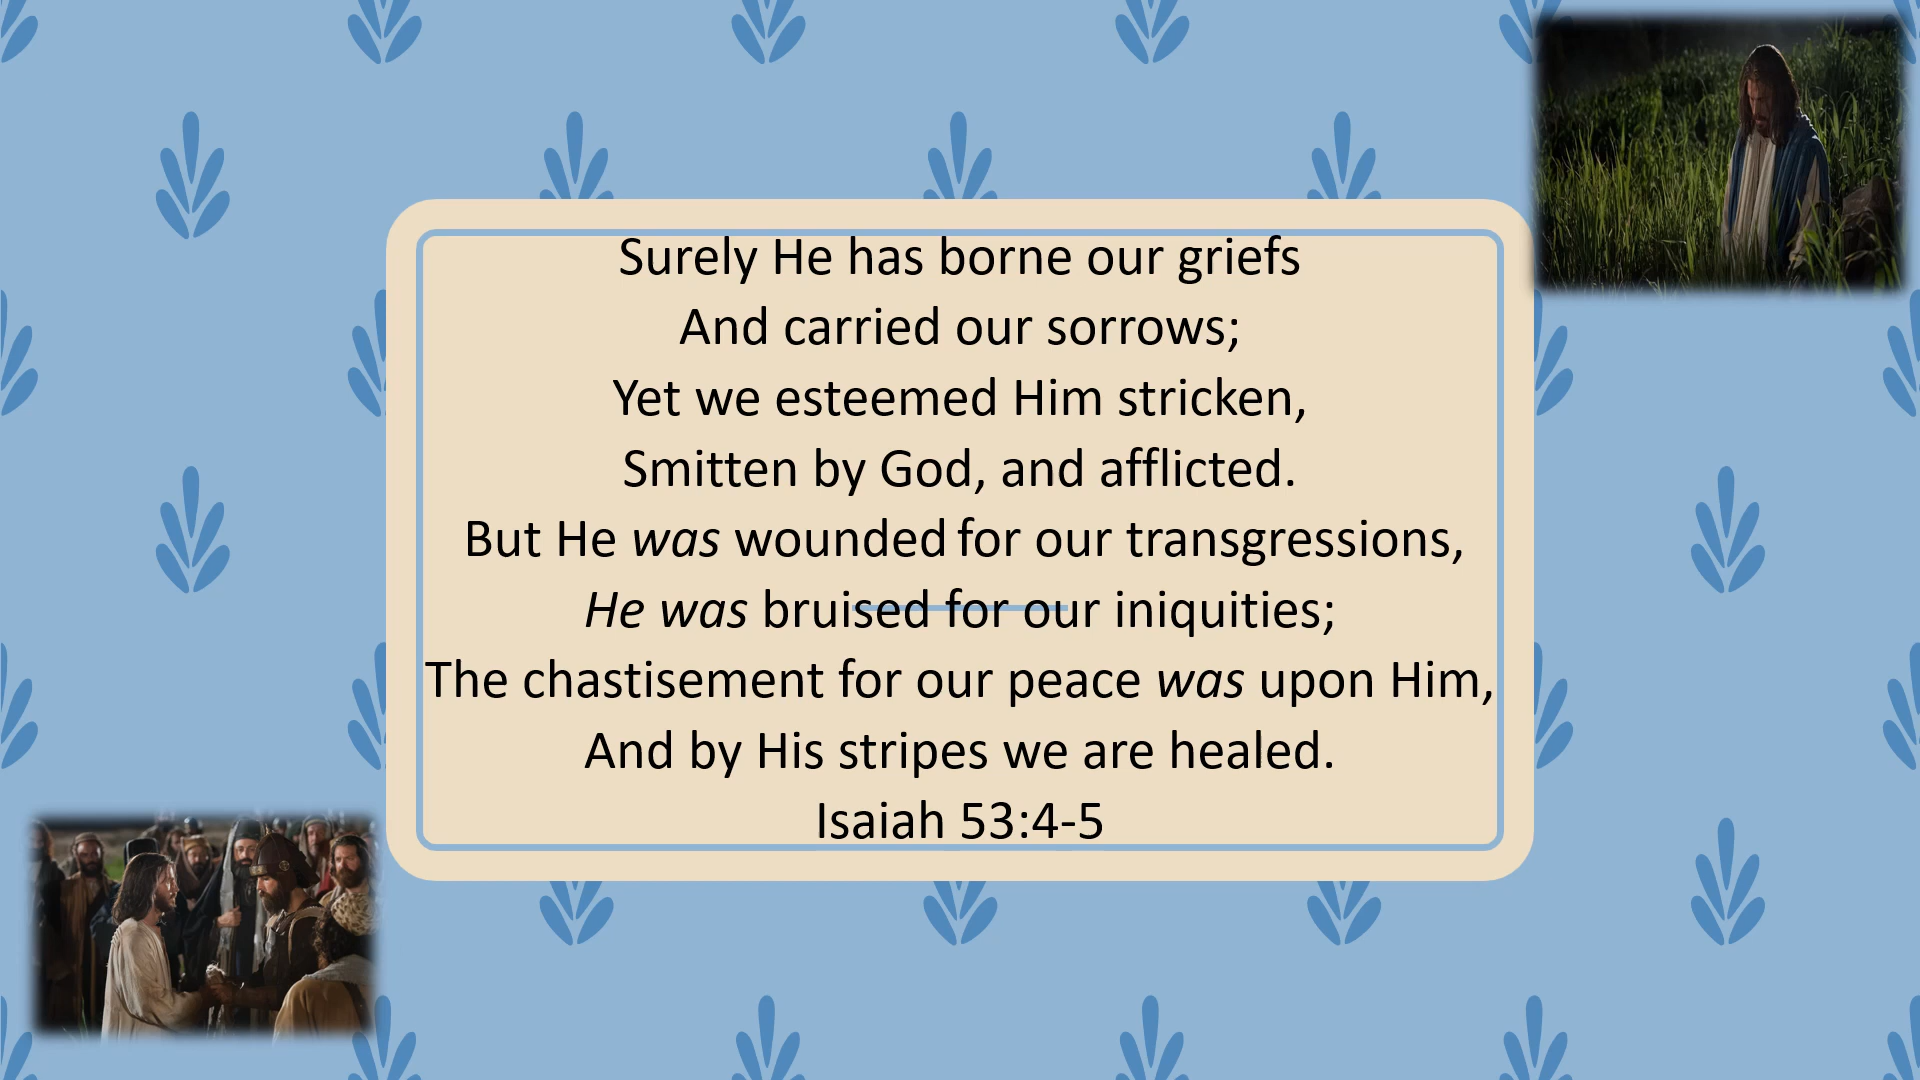 Surely He has borne our griefs
And carried our sorrows;
Yet we esteemed Him stricken,
Smitten by God, and afflicted.
But He was wounded for our transgressions,
He was bruised for our iniquities;
The chastisement for our peace was upon Him,
And by His stripes we are healed.
Isaiah 53:4-5